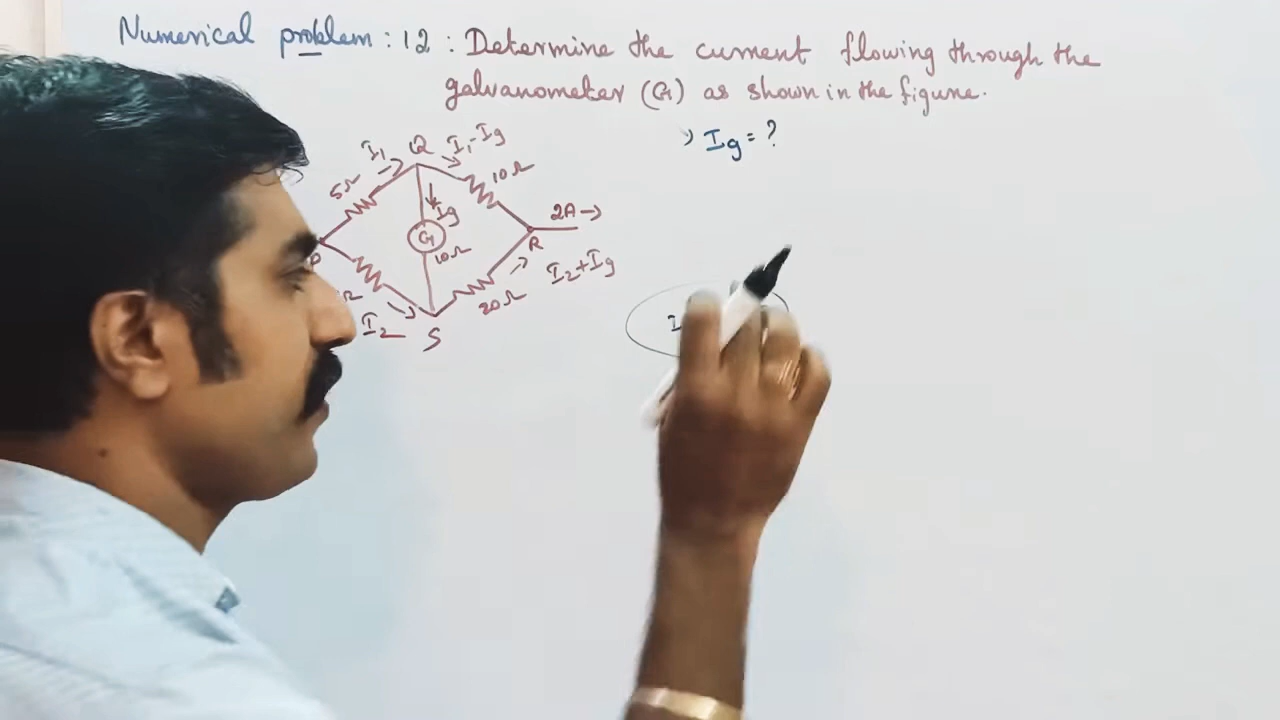 Numerical problem : 12 : Determine the current flowing through the
galvanometer (G) as shown in the figure.
Ig = ?
I1
Q
I1-Ig
5Ω
10Ω
Ig
2A →
G
R
10Ω
I2+Ig
20Ω
I2
S
I